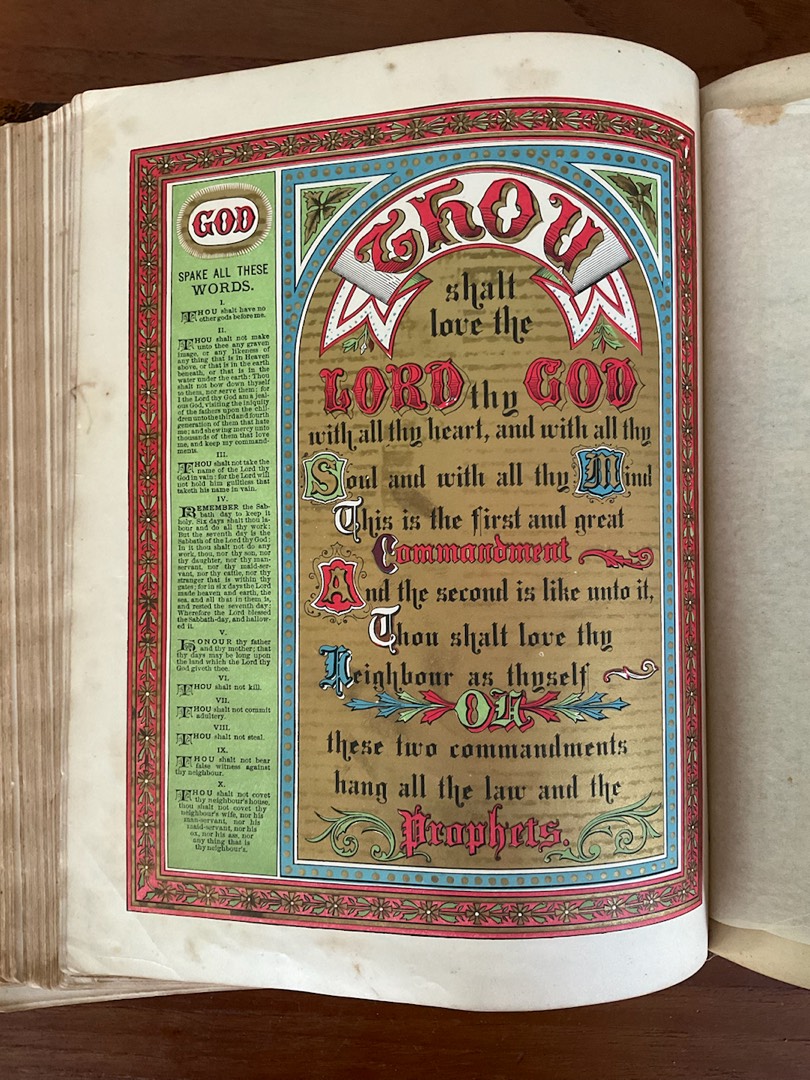 GOD
SPAKE ALL THESE
WORDS.
I.
THOU shalt have no
other gods before me.
II.
THOU shalt not make
unto thee any graven
image, or any likeness of
any thing that is in Heaven
above, or that is in the earth
beneath, or that is in the
water under the earth: Thou
shalt not bow down thyself
to them, nor serve them: for
I the Lord thy God am a jeal-
ous God, visiting the iniquity
of the fathers upon the chil-
dren unto the third and fourth
generation of them that hate
me; and shewing mercy unto
thousands of them that love
me, and keep my command-
ments.
III.
THOU shalt not take the
name of the Lord thy
God in vain: for the Lord will
not hold him guiltless that
taketh his name in vain.
IV.
REMEMBER the Sab-
bath day to keep it
holy. Six days shalt thou la-
bour and do all thy work:
But the seventh day is the
Sabbath of the Lord thy God:
In it thou shalt not do any
work, thou, nor thy son, nor
thy daughter, nor thy man-
servant, nor thy maid-ser-
vant, nor thy cattle, nor thy
stranger that is within thy
gates; for in six days the Lord
made heaven and earth, the
sea, and all that in them is,
and rested the seventh day:
Wherefore the Lord blessed
the Sabbath-day, and hallow-
ed it.
V.
HONOUR thy father
and thy mother; that
thy days may be long upon
the land which the Lord thy
God giveth thee.
VI.
THOU shalt not kill.
VII.
THOU shalt not commit
adultery.
VIII.
THOU shalt not steal.
IX.
THOU shalt not bear
false witness against
thy neighbour.
X.
THOU shalt not covet
thy neighbour's house,
thou shalt not covet thy
neighbour's wife, nor his
man-servant, nor his
maid-servant, nor his
ox, nor his ass, nor
any thing that is
thy neighbour's.
Thou
shalt
love the
LORD thy GOD
with all thy heart, and with all thy
Soul and with all thy Mind
This is the first and great
Commandment
And the second is like unto it,
Thou shalt love thy
Neighbour as thyself
ON
these two commandments
hang all the law and the
Prophets.